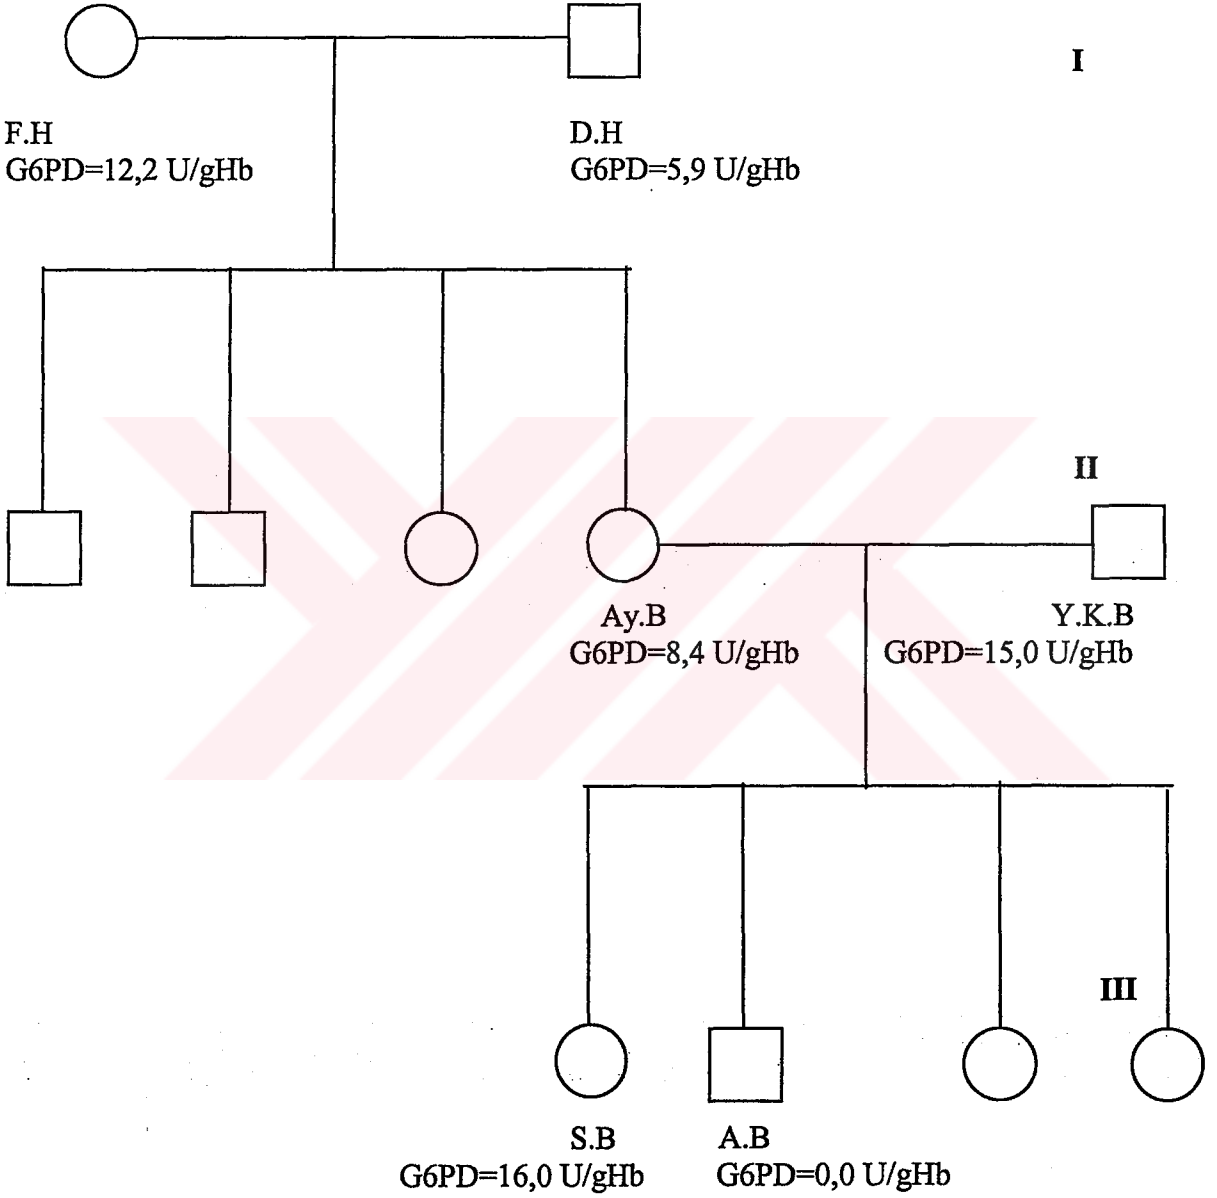 I
F.H
G6PD=12,2 U/gHb
D.H
G6PD=5,9 U/gHb
II
Ay.B
G6PD=8,4 U/gHb
Y.K.B
G6PD=15,0 U/gHb
III
S.B
G6PD=16,0 U/gHb
A.B
G6PD=0,0 U/gHb